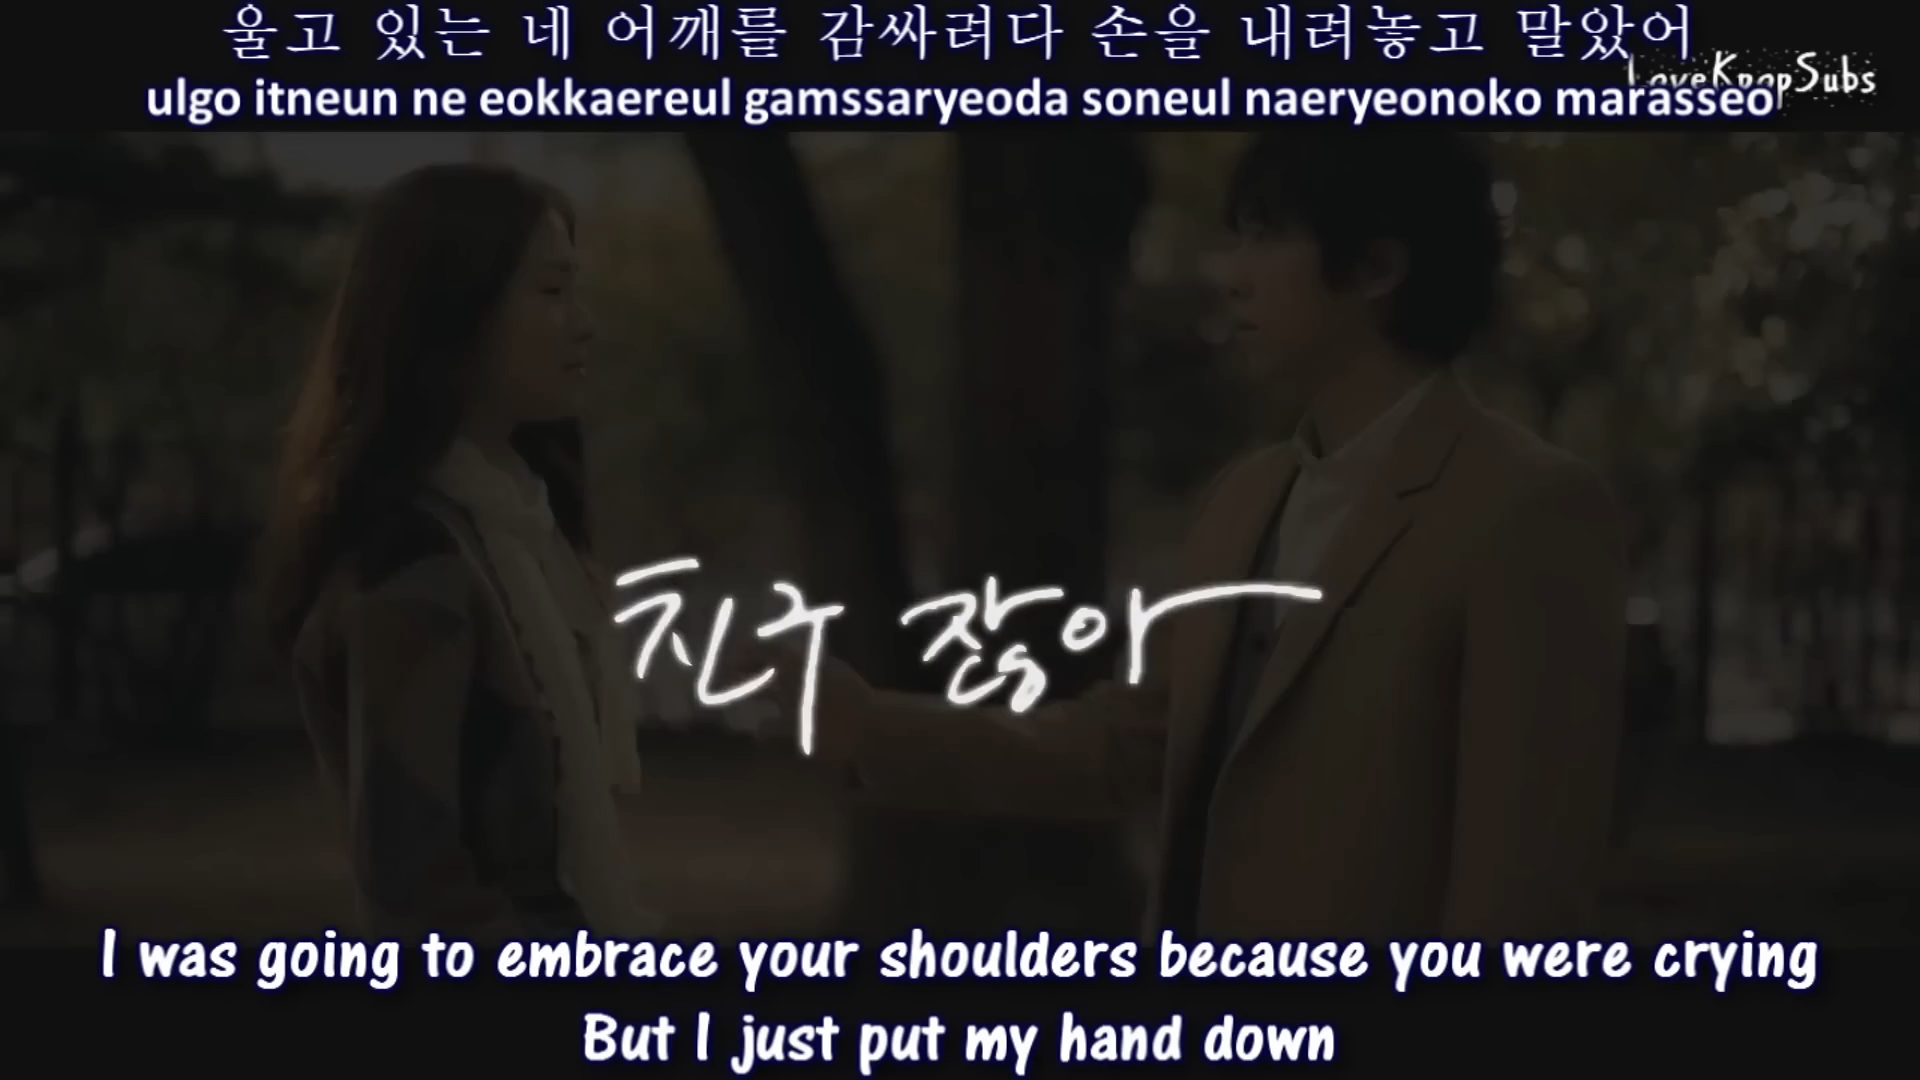 울고 있는 네 어깨를 감싸려다 손을 내려놓고 말았어
LoveKpopSubs
ulgo itneun ne eokkaereul gamssaryeoda soneul naeryeonoko marasseo
친구 잖아
I was going to embrace your shoulders because you were crying
But I just put my hand down